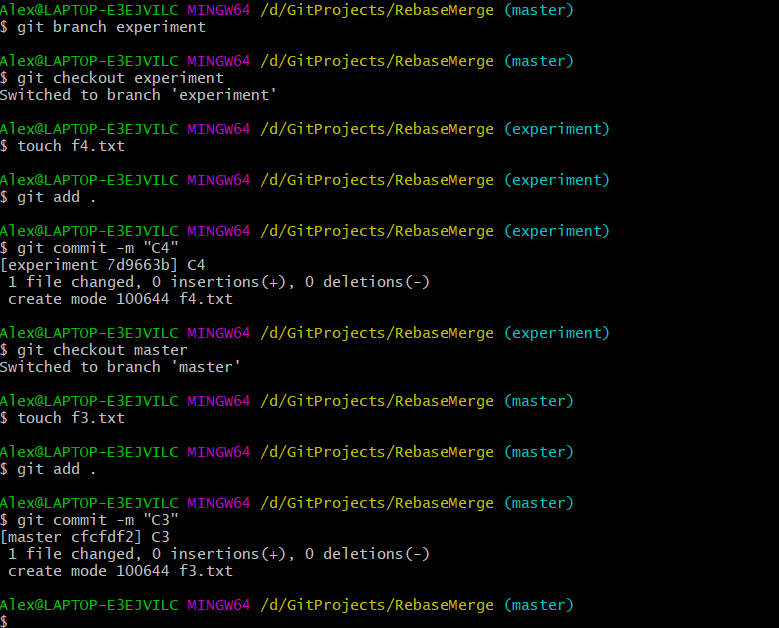 Alex@LAPTOP-E3EJVILC MINGW64 /d/GitProjects/RebaseMerge (master)
$ git branch experiment
Alex@LAPTOP-E3EJVILC MINGW64 /d/GitProjects/RebaseMerge (master)
$ git checkout experiment
Switched to branch 'experiment'
Alex@LAPTOP-E3EJVILC MINGW64 /d/GitProjects/RebaseMerge (experiment)
$ touch f4.txt
Alex@LAPTOP-E3EJVILC MINGW64 /d/GitProjects/RebaseMerge (experiment)
$ git add .
Alex@LAPTOP-E3EJVILC MINGW64 /d/GitProjects/RebaseMerge (experiment)
$ git commit -m "C4"
[experiment 7d9663b] C4
 1 file changed, 0 insertions(+), 0 deletions(-)
 create mode 100644 f4.txt
Alex@LAPTOP-E3EJVILC MINGW64 /d/GitProjects/RebaseMerge (experiment)
$ git checkout master
Switched to branch 'master'
Alex@LAPTOP-E3EJVILC MINGW64 /d/GitProjects/RebaseMerge (master)
$ touch f3.txt
Alex@LAPTOP-E3EJVILC MINGW64 /d/GitProjects/RebaseMerge (master)
$ git add .
Alex@LAPTOP-E3EJVILC MINGW64 /d/GitProjects/RebaseMerge (master)
$ git commit -m "C3"
[master cfcfdf2] C3
 1 file changed, 0 insertions(+), 0 deletions(-)
 create mode 100644 f3.txt
Alex@LAPTOP-E3EJVILC MINGW64 /d/GitProjects/RebaseMerge (master)
$